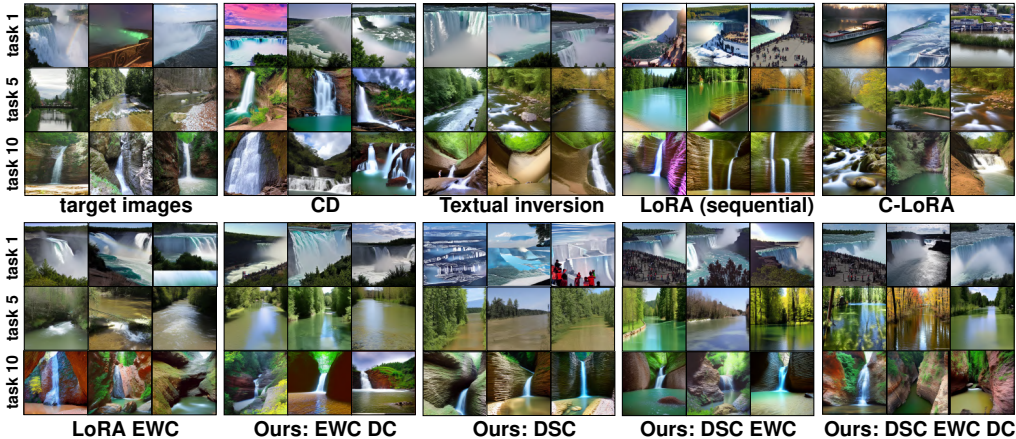 task 1
task 5
task 10
target images
CD
Textual inversion
LoRA (sequential)
C-LoRA
task 1
task 5
task 10
LoRA EWC
Ours: EWC DC
Ours: DSC
Ours: DSC EWC
Ours: DSC EWC DC